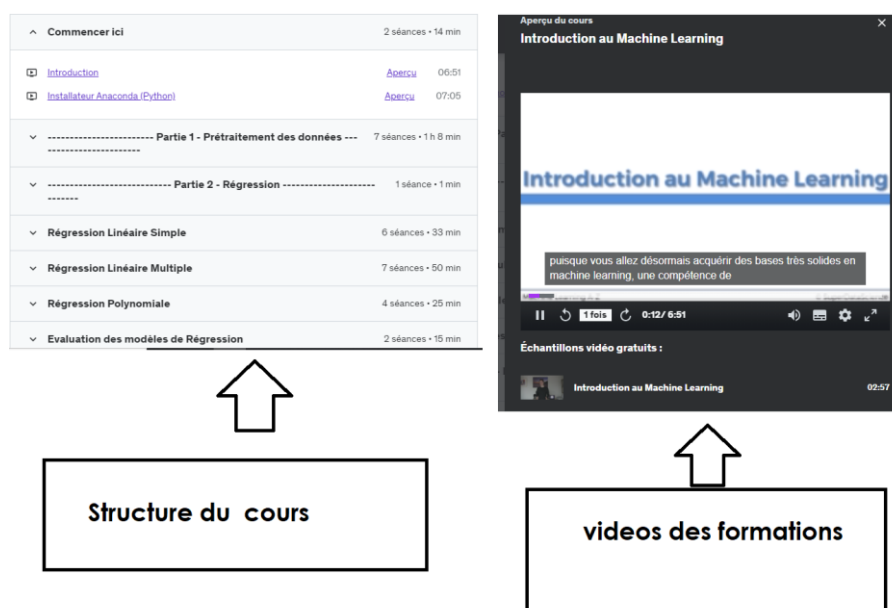 Commencer ici 2 séances • 14 min
Introduction Aperçu 06:51
Installateur Anaconda (Python) Aperçu 07:05
------------------------ Partie 1 - Prétraitement des données --- 7 séances • 1 h 8 min
---------------------
---------------------------- Partie 2 - Régression --------------------- 1 séance • 1 min
-------
Régression Linéaire Simple 6 séances • 33 min
Régression Linéaire Multiple 7 séances • 50 min
Régression Polynomiale 4 séances • 25 min
Evaluation des modèles de Régression 2 séances • 15 min
Structure du cours
Aperçu du cours
Introduction au Machine Learning
Introduction au Machine Learning
puisque vous allez désormais acquérir des bases très solides en
machine learning, une compétence de
1 fois 0:12 / 6:51
Échantillons vidéo gratuits :
Introduction au Machine Learning 02:57
videos des formations